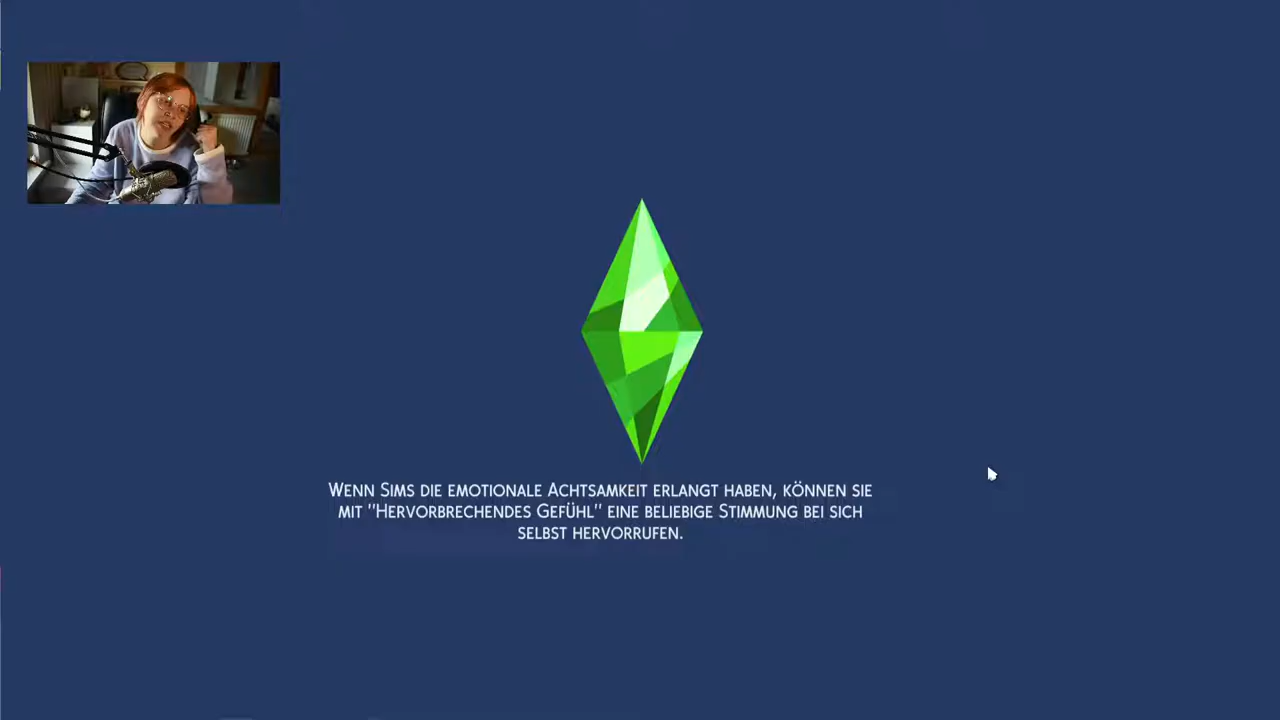 Wenn Sims die emotionale Achtsamkeit erlangt haben, können sie
mit "Hervorbrechendes Gefühl" eine beliebige Stimmung bei sich
selbst hervorrufen.